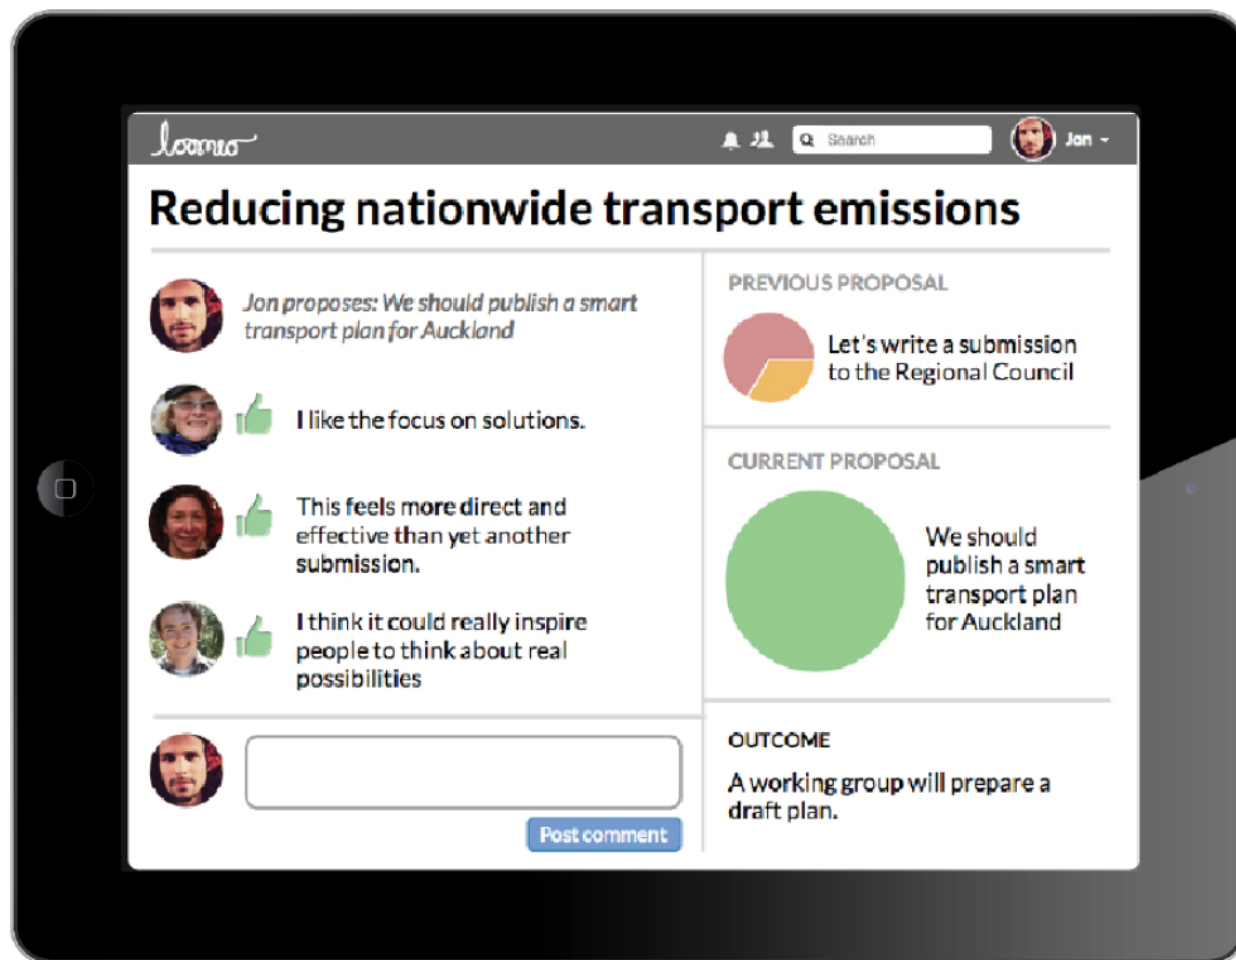 loomio
Search
Jon
Reducing nationwide transport emissions
Jon proposes: We should publish a smart
transport plan for Auckland
I like the focus on solutions.
This feels more direct and
effective than yet another
submission.
I think it could really inspire
people to think about real
possibilities
Post comment
PREVIOUS PROPOSAL
Let's write a submission
to the Regional Council
CURRENT PROPOSAL
We should
publish a smart
transport plan
for Auckland
OUTCOME
A working group will prepare a
draft plan.